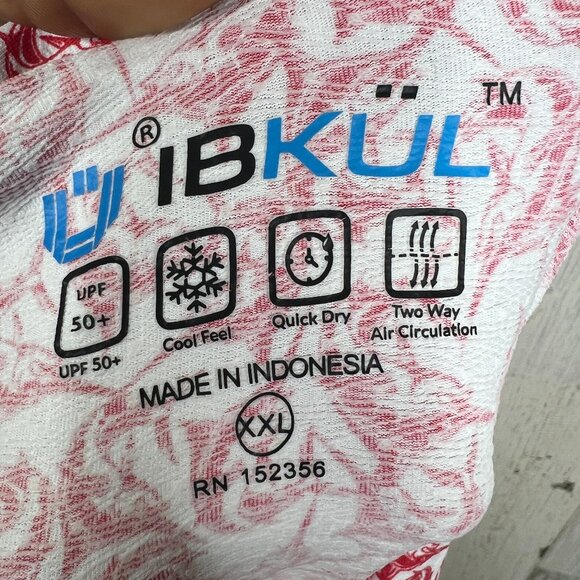 ® IBKÜL ™
UPF
50+
UPF 50+
Cool Feel
Quick Dry
Two Way
Air Circulation
MADE IN INDONESIA
XXL
RN 152356